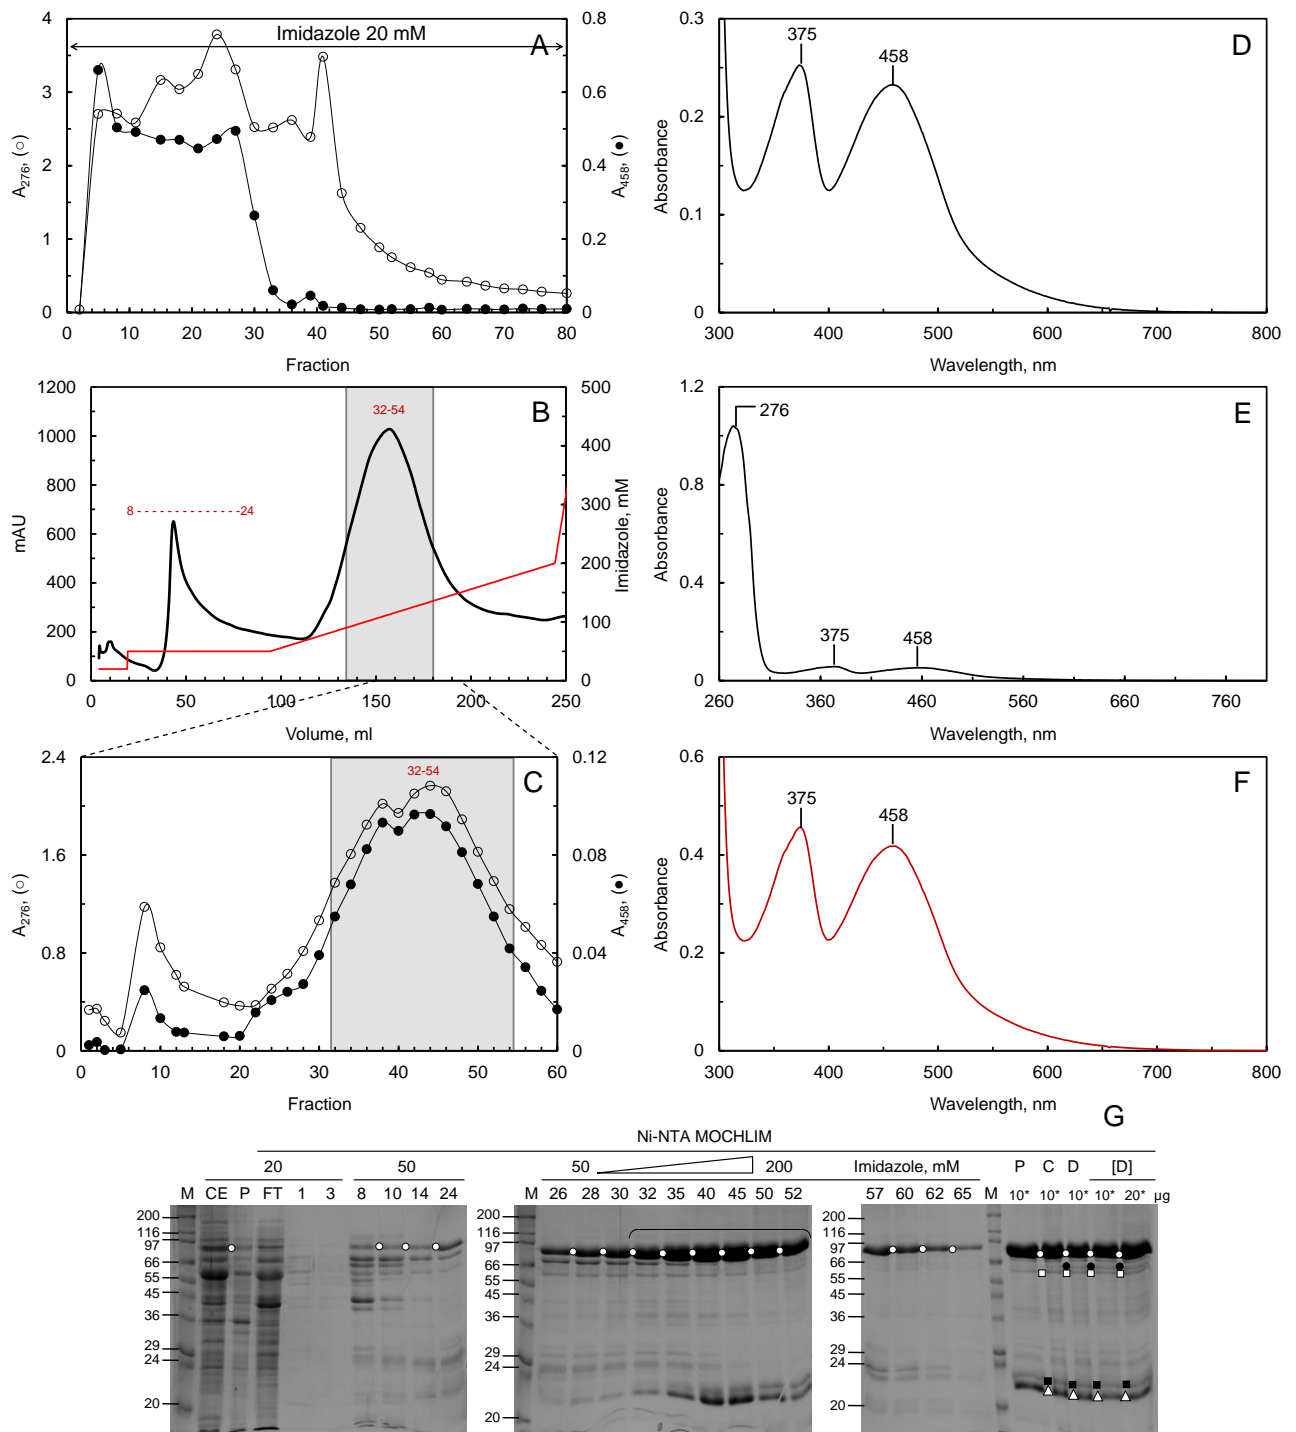 A
Imidazole 20 mM
4
3
2
1
0
0.8
0.6
0.4
0.2
0
A276, (○)
A458, (●)
0 10 20 30 40 50 60 70 80
Fraction
D
375
458
0.3
0.2
0.1
0
Absorbance
300 400 500 600 700 800
Wavelength, nm
B
32-54
8 24
1200
1000
800
600
400
200
0
500
400
300
200
100
0
mAU
Imidazole, mM
0 50 100 150 200 250
Volume, ml
E
276
375
458
1.2
0.8
0.4
0
Absorbance
260 360 460 560 660 760
Wavelength, nm
C
32-54
2.4
1.6
0.8
0
0.12
0.08
0.04
0
A276, (○)
A458, (●)
0 10 20 30 40 50 60
Fraction
F
375
458
0.6
0.4
0.2
0
Absorbance
300 400 500 600 700 800
Wavelength, nm
G
Ni-NTA MOCHLIM
20 50 50 200 Imidazole, mM P C D [D]
M CE P FT 1 3 8 10 14 24 M 26 28 30 32 35 40 45 50 52 57 60 62 65 M 10* 10* 10* 10* 20* µg
200
116
97
66
55
45
36
29
24
20
200
116
97
66
55
45
36
29
24
20
200
116
97
66
55
45
36
29
24
20